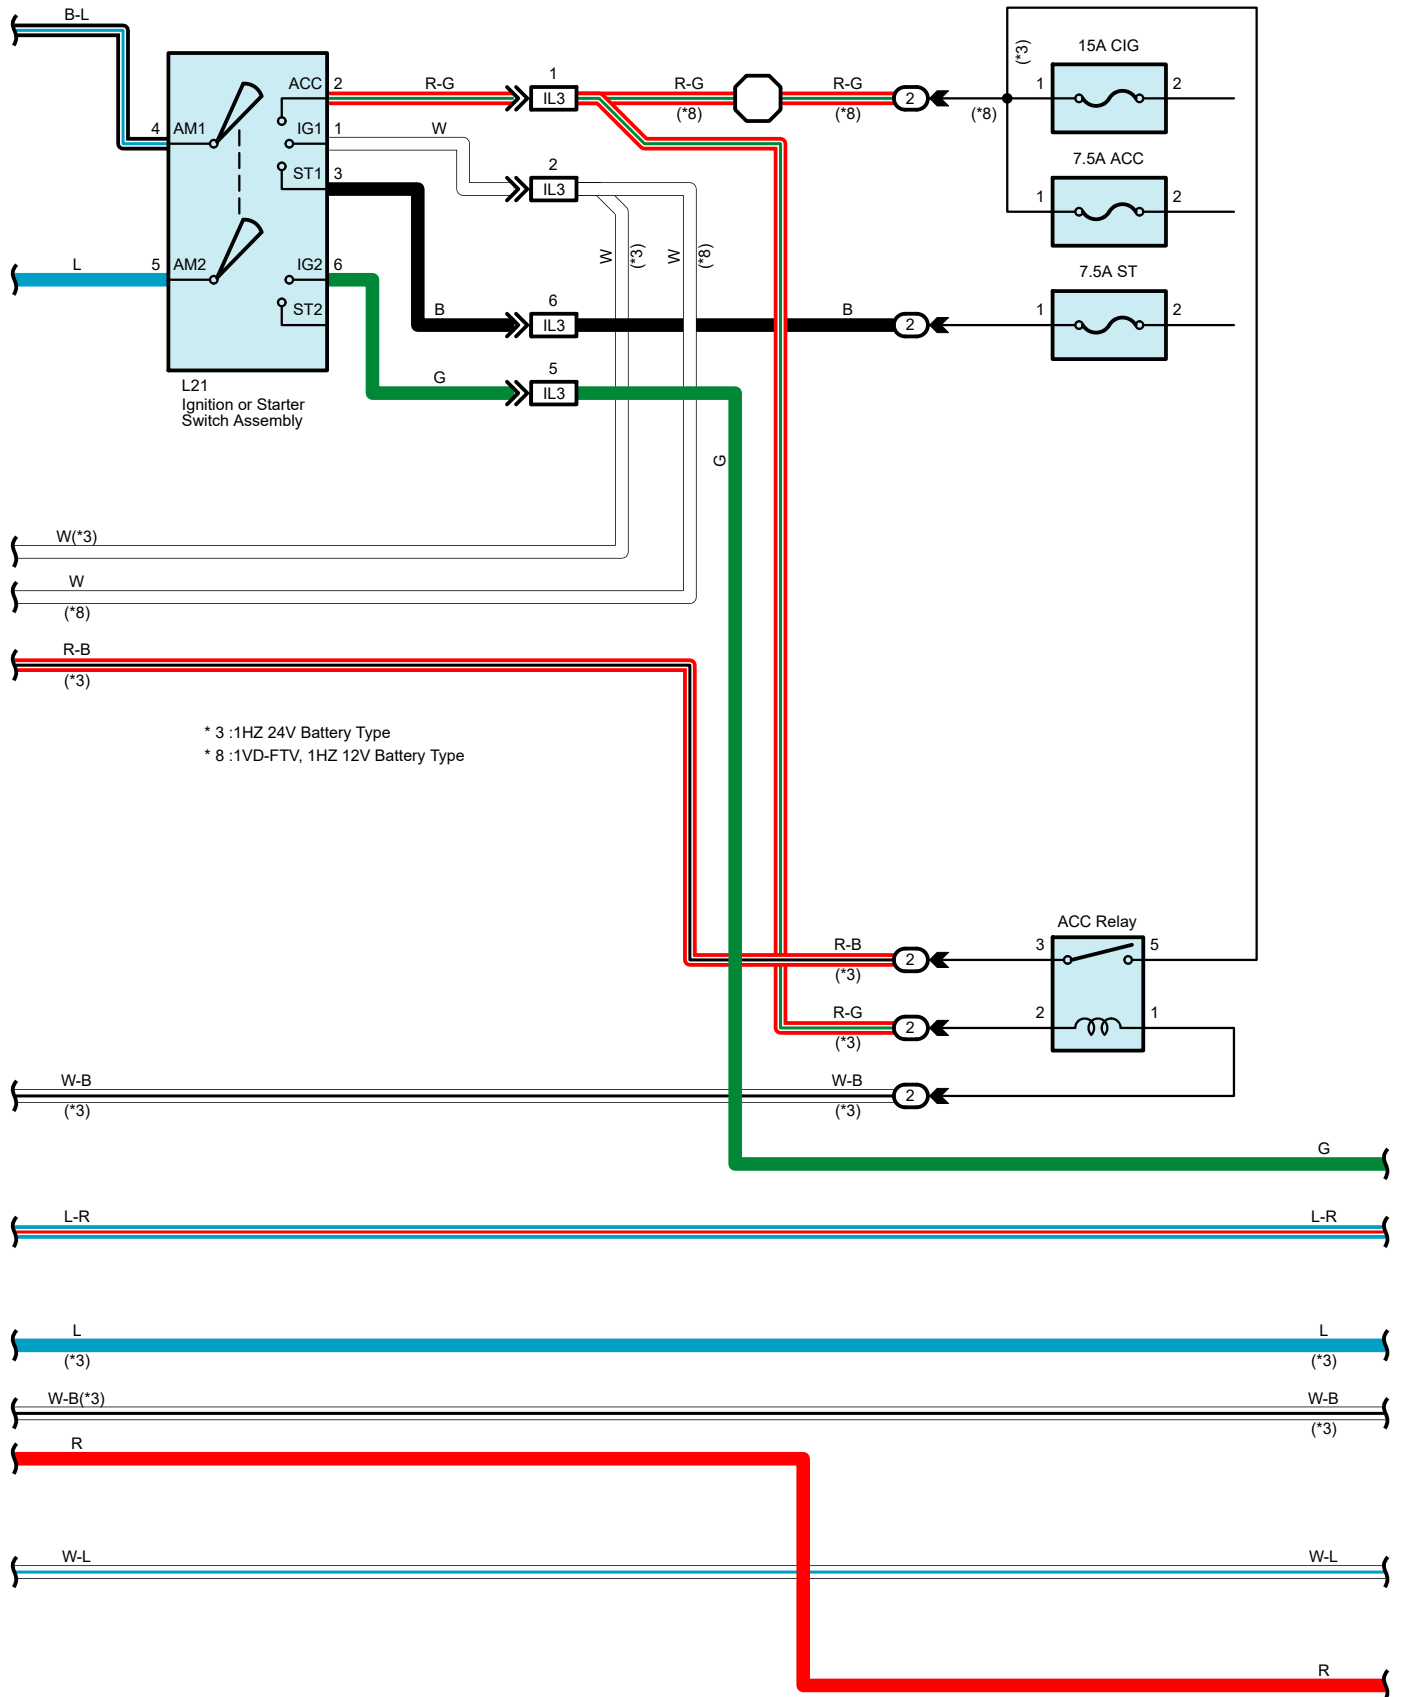 B-L
15A CIG
(*3)
1
2
ACC
2
R-G
1
IL3
R-G
(*8)
R-G
(*8)
2
(*8)
4
AM1
IG1
1
W
7.5A ACC
1
2
ST1
3
2
IL3
W
(*3)
W
(*8)
L
5
AM2
IG2
6
7.5A ST
1
2
ST2
B
6
IL3
B
2
G
5
IL3
L21
Ignition or Starter
Switch Assembly
G
W(*3)
W
(*8)
R-B
(*3)
* 3 :1HZ 24V Battery Type
* 8 :1VD-FTV, 1HZ 12V Battery Type
ACC Relay
R-B
(*3)
2
3
5
R-G
(*3)
2
2
1
W-B
(*3)
W-B
(*3)
2
G
L-R
L-R
L
(*3)
L
(*3)
W-B(*3)
W-B
(*3)
R
W-L
W-L
R